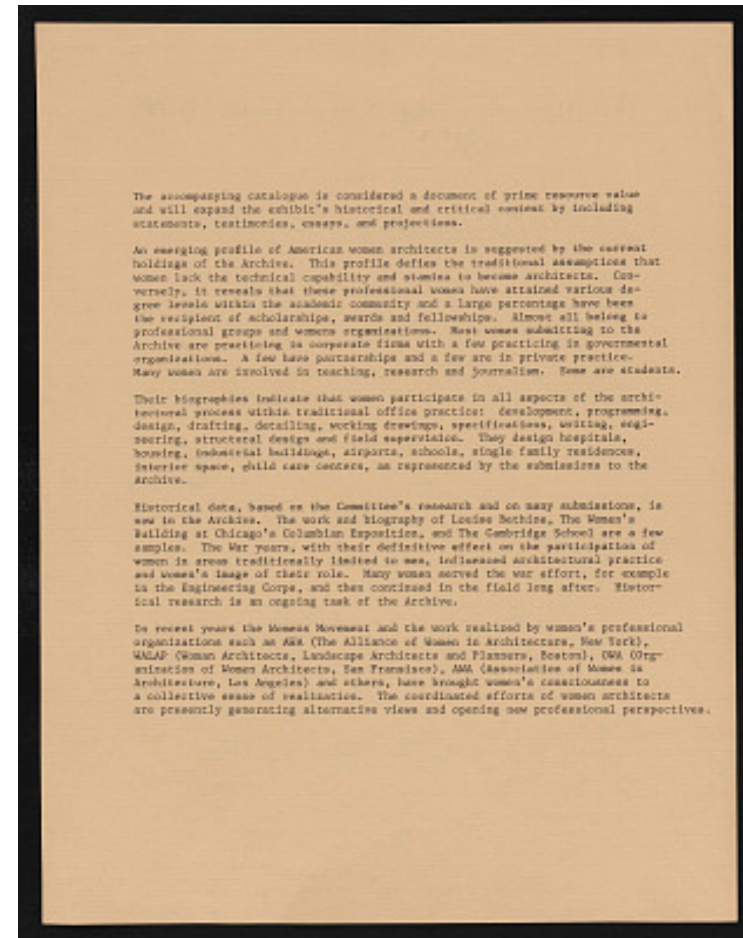 The accompanying catalogue is considered a document of prime resource value
and will expand the exhibit's historical and critical context by including
statements, testimonies, essays, and projections.
An emerging profile of American women architects is suggested by the current
holdings of the Archive. This profile defies the traditional assumptions that
women lack the technical capability and stamina to become architects. Con-
versely, it reveals that these professional women have attained various de-
gree levels within the academic community and a large percentage have been
the recipient of scholarships, awards and fellowships. Almost all belong to
professional groups and womens organizations. Most women submitting to the
Archive are practicing in corporate firms with a few practicing in governmental
organizations. A few have partnerships and a few are in private practice.
Many women are involved in teaching, research and journalism. Some are students.
Their biographies indicate that women participate in all aspects of the archi-
tectural process within traditional office practice: development, programming,
design, drafting, detailing, working drawings, specifications, writing, engi-
neering, structural design and field supervision. They design hospitals,
housing, industrial buildings, airports, schools, single family residences,
interior space, child care centers, as represented by the submissions to the
Archive.
Historical data, based on the Committee's research and on many submissions, is
now in the Archive. The work and biography of Louise Bethine, The Women's
Building at Chicago's Columbian Exposition, and The Cambridge School are a few
samples. The War years, with their definitive effect on the participation of
women in areas traditionally limited to men, influenced architectural practice
and women's image of their role. Many women served the war effort, for example
in the Engineering Corps, and then continued in the field long after. Histor-
ical research is an ongoing task of the Archive.
In recent years the Womens Movement and the work realized by women's professional
organizations such as AWA (The Alliance of Women in Architecture, New York),
WALAP (Woman Architects, Landscape Architects and Planners, Boston), OWA (Org-
anization of Women Architects, San Francisco), AWA (Association of Women in
Architecture, Los Angeles) and others, have brought women's consciousness to
a collective sense of realization. The coordinated efforts of women architects
are presently generating alternative views and opening new professional perspectives.